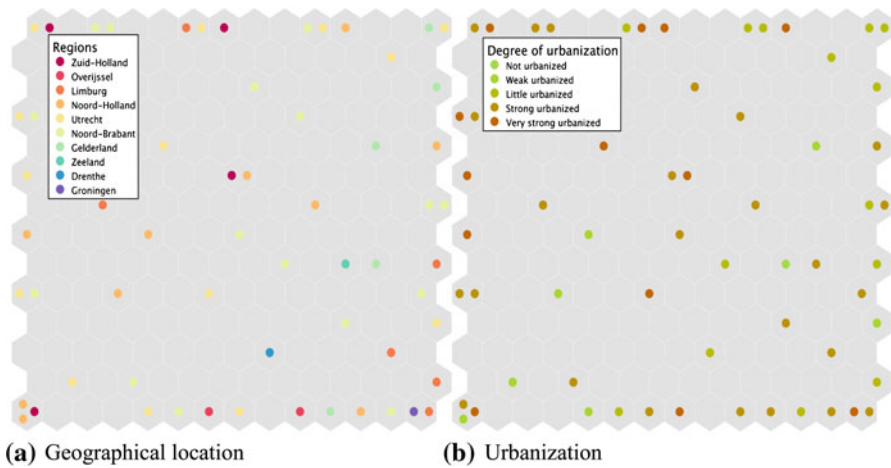 Regions
Zuid-Holland
Overijssel
Limburg
Noord-Holland
Utrecht
Noord-Brabant
Gelderland
Zeeland
Drenthe
Groningen
Degree of urbanization
Not urbanized
Weak urbanized
Little urbanized
Strong urbanized
Very strong urbanized
(a) Geographical location
(b) Urbanization